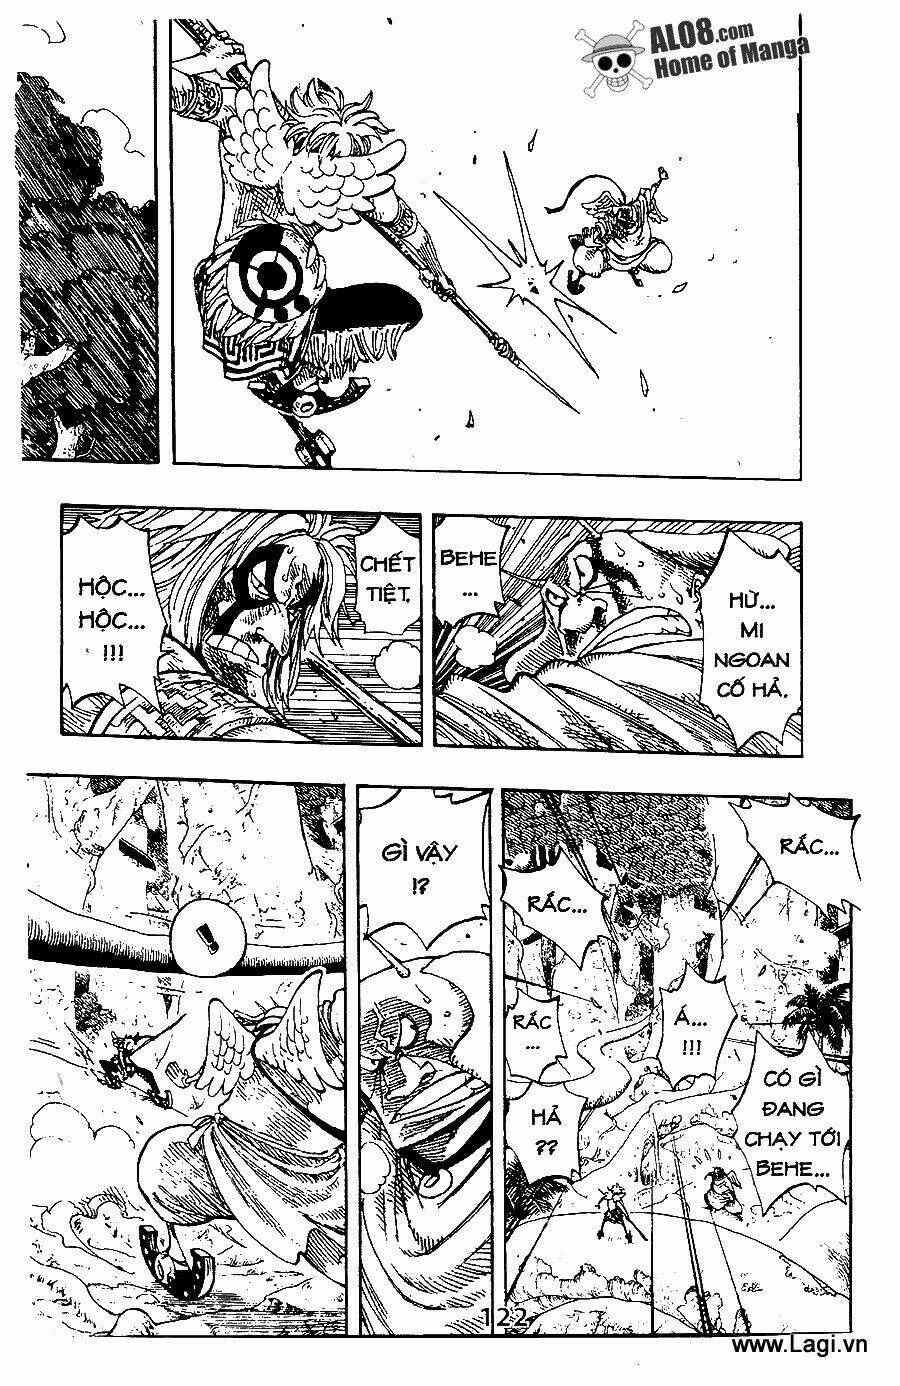 AL08.com
Home of Manga
BEHE
...
HỪ...
MI
NGOAN
CỐ HẢ.
CHẾT
TIỆT.
HỘC...
HỘC...
!!!
RẮC...
RẮC...
RẮC
...
Á...
!!!
HẢ
??
CÓ GÌ
ĐANG
CHẠY TỚI
BEHE...
GÌ VẬY
!?
!
122
www.Lagi.vn